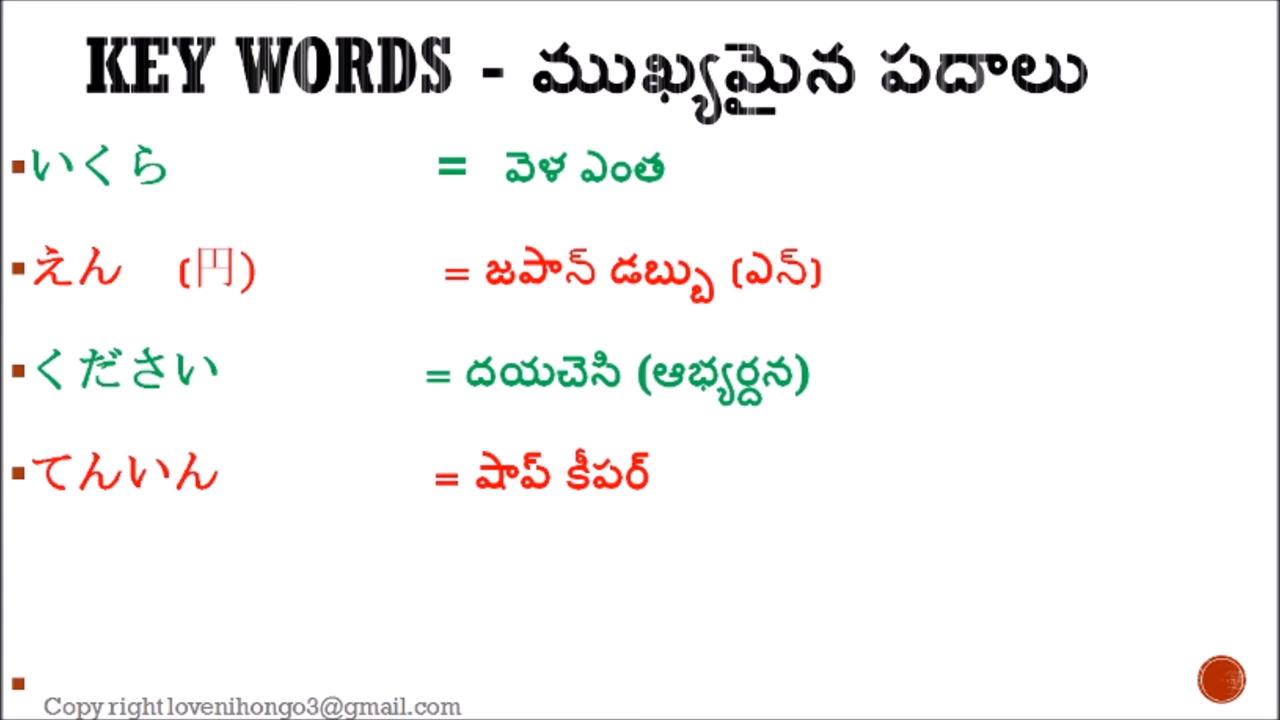 KEY WORDS - ముఖ్యమైన పదాలు
いくら = వెళ ఎంత
えん (円) = జపాన్ డబ్బు (ఎన్)
ください = దయచెసి (ఆభ్యర్దన)
てんいん = షాప్ కీపర్
Copy right lovenihongo3@gmail.com